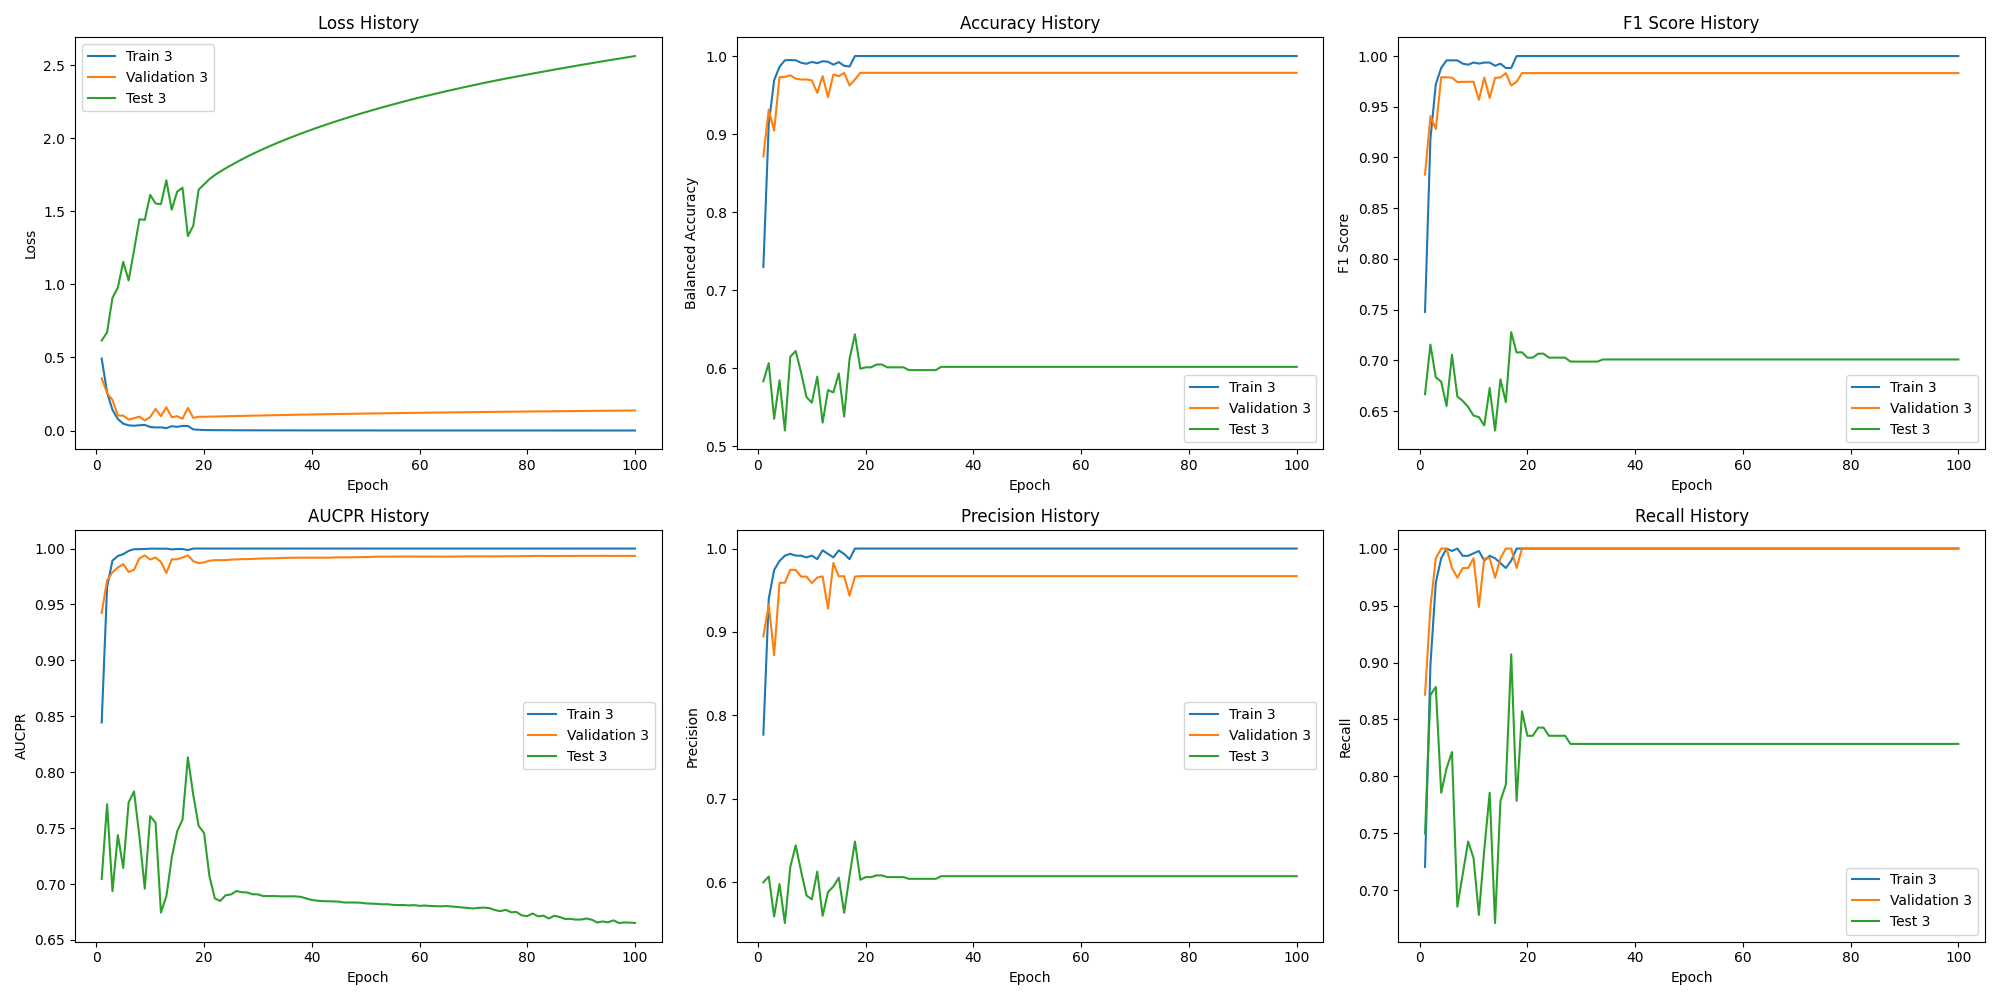 Loss History
Train 3
Validation 3
Test 3
Loss
2.5
2.0
1.5
1.0
0.5
0.0
0 20 40 60 80 100
Epoch
Accuracy History
Balanced Accuracy
1.0
0.9
0.8
0.7
0.6
0.5
Train 3
Validation 3
Test 3
0 20 40 60 80 100
Epoch
F1 Score History
F1 Score
1.00
0.95
0.90
0.85
0.80
0.75
0.70
0.65
Train 3
Validation 3
Test 3
0 20 40 60 80 100
Epoch
AUCPR History
AUCPR
1.00
0.95
0.90
0.85
0.80
0.75
0.70
0.65
Train 3
Validation 3
Test 3
0 20 40 60 80 100
Epoch
Precision History
Precision
1.0
0.9
0.8
0.7
0.6
Train 3
Validation 3
Test 3
0 20 40 60 80 100
Epoch
Recall History
Recall
1.00
0.95
0.90
0.85
0.80
0.75
0.70
Train 3
Validation 3
Test 3
0 20 40 60 80 100
Epoch